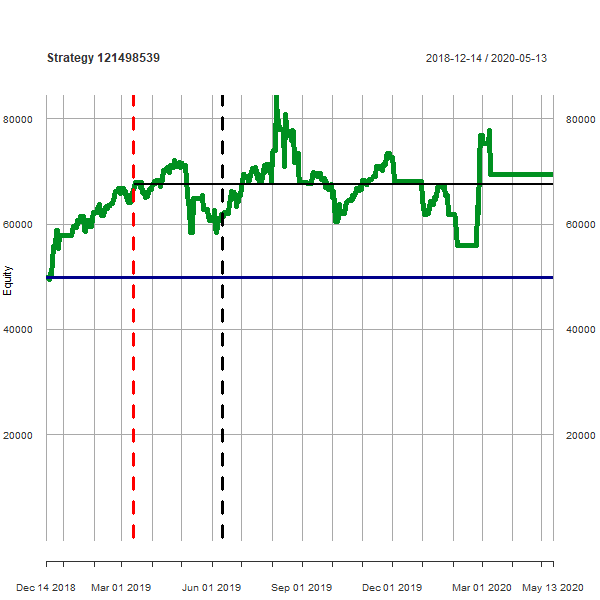 Strategy 121498539
2018-12-14 / 2020-05-13
80000
80000
60000
60000
Equity
40000
40000
20000
20000
Dec 14 2018
Mar 01 2019
Jun 01 2019
Sep 01 2019
Dec 01 2019
Mar 01 2020
May 13 2020